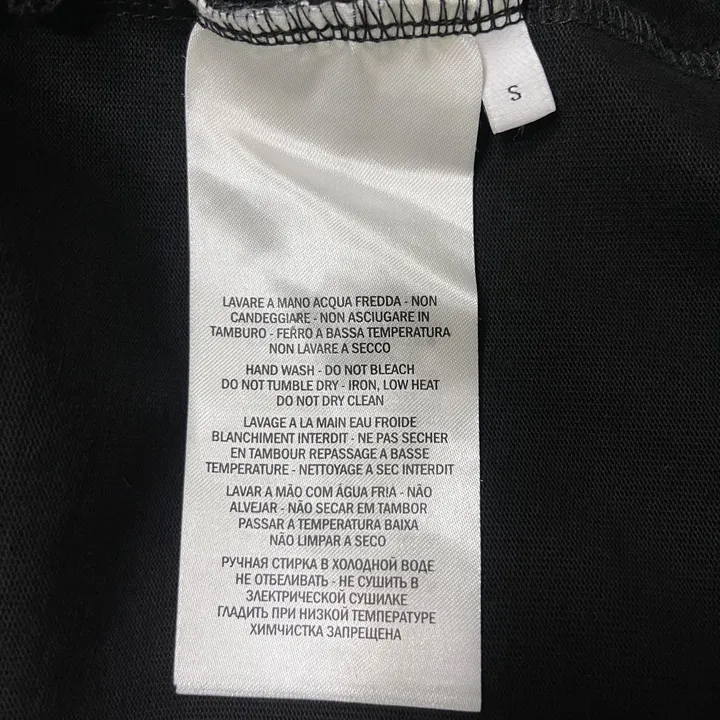 S
LAVARE A MANO ACQUA FREDDA - NON
CANDEGGIARE - NON ASCIUGARE IN
TAMBURO - FERRO A BASSA TEMPERATURA
NON LAVARE A SECCO
HAND WASH - DO NOT BLEACH
DO NOT TUMBLE DRY - IRON, LOW HEAT
DO NOT DRY CLEAN
LAVAGE A LA MAIN EAU FROIDE
BLANCHIMENT INTERDIT - NE PAS SECHER
EN TAMBOUR REPASSAGE A BASSE
TEMPERATURE - NETTOYAGE A SEC INTERDIT
LAVAR A MÃO COM ÁGUA FRIA - NÃO
ALVEJAR - NÃO SECAR EM TAMBOR
PASSAR A TEMPERATURA BAIXA
NÃO LIMPAR A SECO
РУЧНАЯ СТИРКА В ХОЛОДНОЙ ВОДЕ
НЕ ОТБЕЛИВАТЬ - НЕ СУШИТЬ В
ЭЛЕКТРИЧЕСКОЙ СУШИЛКЕ
ГЛАДИТЬ ПРИ НИЗКОЙ ТЕМПЕРАТУРЕ
ХИМЧИСТКА ЗАПРЕЩЕНА